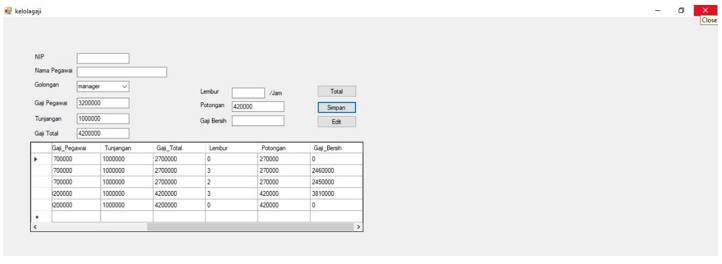 kelolagaji
Close
NIP
Nama Pegawai
Golongan manager
Lembur /Jam Total
Gaji Pegawai 3200000 Potongan 420000 Simpan
Tunjangan 1000000 Gaji Bersih Edit
Gaji Total 4200000
Gaji_Pegawai Tunjangan Gaji_Total Lembur Potongan Gaji_Bersih
700000 1000000 2700000 0 270000 0
700000 1000000 2700000 3 270000 2460000
700000 1000000 2700000 2 270000 2450000
200000 1000000 4200000 3 420000 3810000
200000 1000000 4200000 0 420000 0